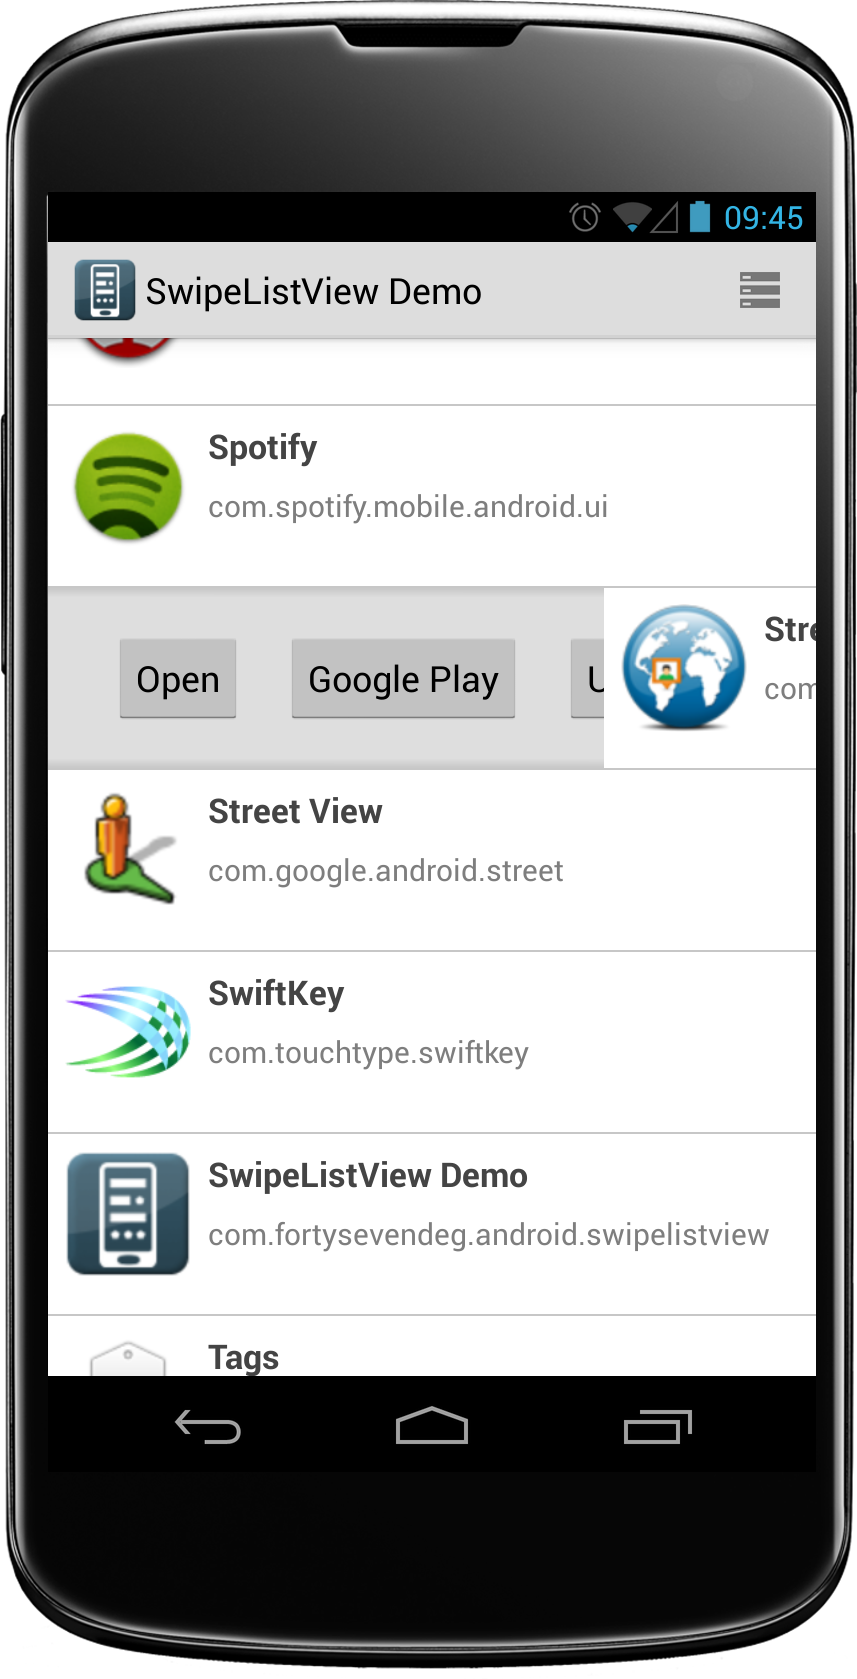 09:45
SwipeListView Demo
Spotify
com.spotify.mobile.android.ui
Open Google Play
com
Street View
com.google.android.street
SwiftKey
com.touchtype.swiftkey
SwipeListView Demo
com.fortysevendeg.android.swipelistview
Tags